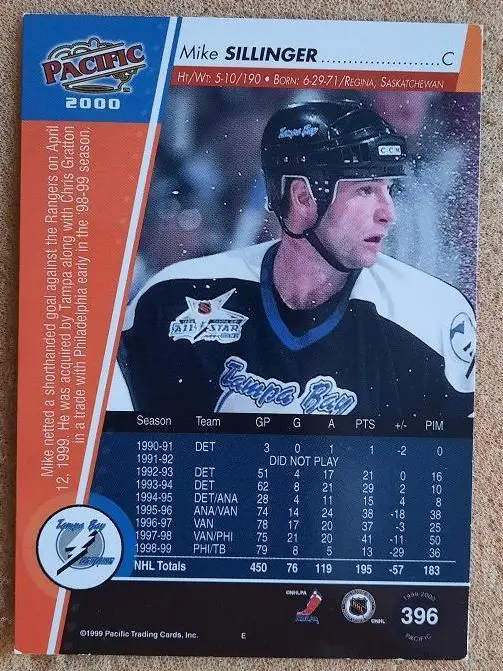 PACIFIC
2000
Mike SILLINGER......................C
HT/WT: 5-10/190 • BORN: 6-29-71/REGINA, SASKATCHEWAN
Mike netted a shorthanded goal against the Rangers on April
12, 1999. He was acquired by Tampa along with Chris Gratton
in a trade with Philadelphia early in the '98-99 season.
Tampa Bay
CCM
ALL STAR
Tampa Bay
Season Team GP G A PTS +/- PIM
1990-91 DET 3 0 1 1 -2 0
1991-92 DID NOT PLAY
1992-93 DET 51 4 17 21 0 16
1993-94 DET 62 8 21 29 2 10
1994-95 DET/ANA 28 4 11 15 4 8
1995-96 ANA/VAN 74 14 24 38 -18 38
1996-97 VAN 78 17 20 37 -3 25
1997-98 VAN/PHI 75 21 20 41 -11 50
1998-99 PHI/TB 79 8 5 13 -29 36
NHL Totals 450 76 119 195 -57 183
Tampa Bay
LIGHTNING
©NHLPA
NHLPA
NHL
©NHL
1999-2000
396
PACIFIC
©1999 Pacific Trading Cards, Inc.
E